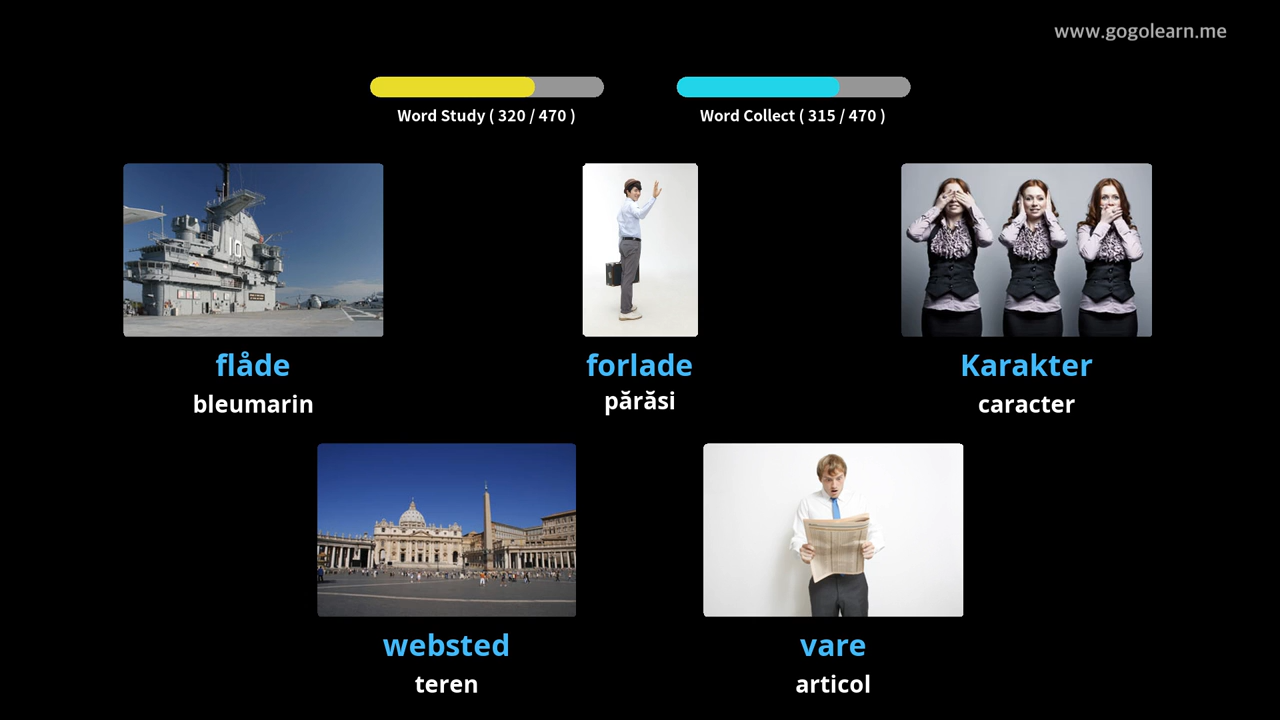 www.gogolearn.me
Word Study ( 320 / 470 )
Word Collect ( 315 / 470 )
10
flåde
bleumarin
forlade
părăsi
Karakter
caracter
websted
teren
vare
articol